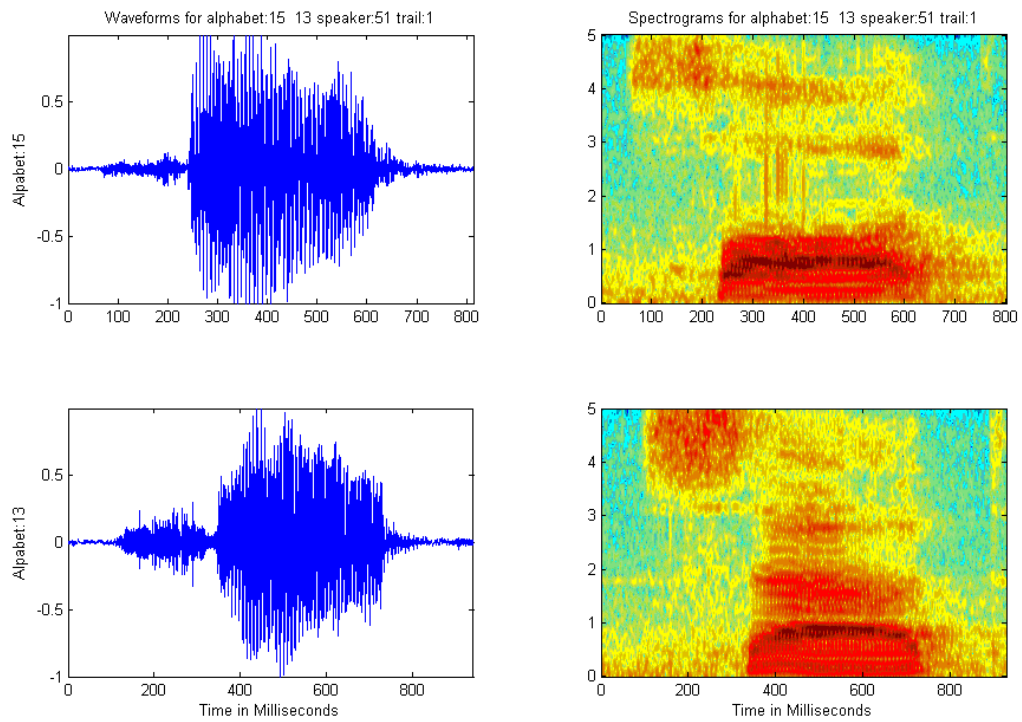 Waveforms for alphabet:15 13 speaker:51 trail:1
Spectrograms for alphabet:15 13 speaker:51 trail:1
Alpabet:15
0.5
0
-0.5
-1
0 100 200 300 400 500 600 700 800
5
4
3
2
1
0
0 100 200 300 400 500 600 700 800
Alphabet:13
0.5
0
-0.5
-1
0 200 400 600 800
Time in Milliseconds
5
4
3
2
1
0
0 200 400 600 800
Time in Milliseconds